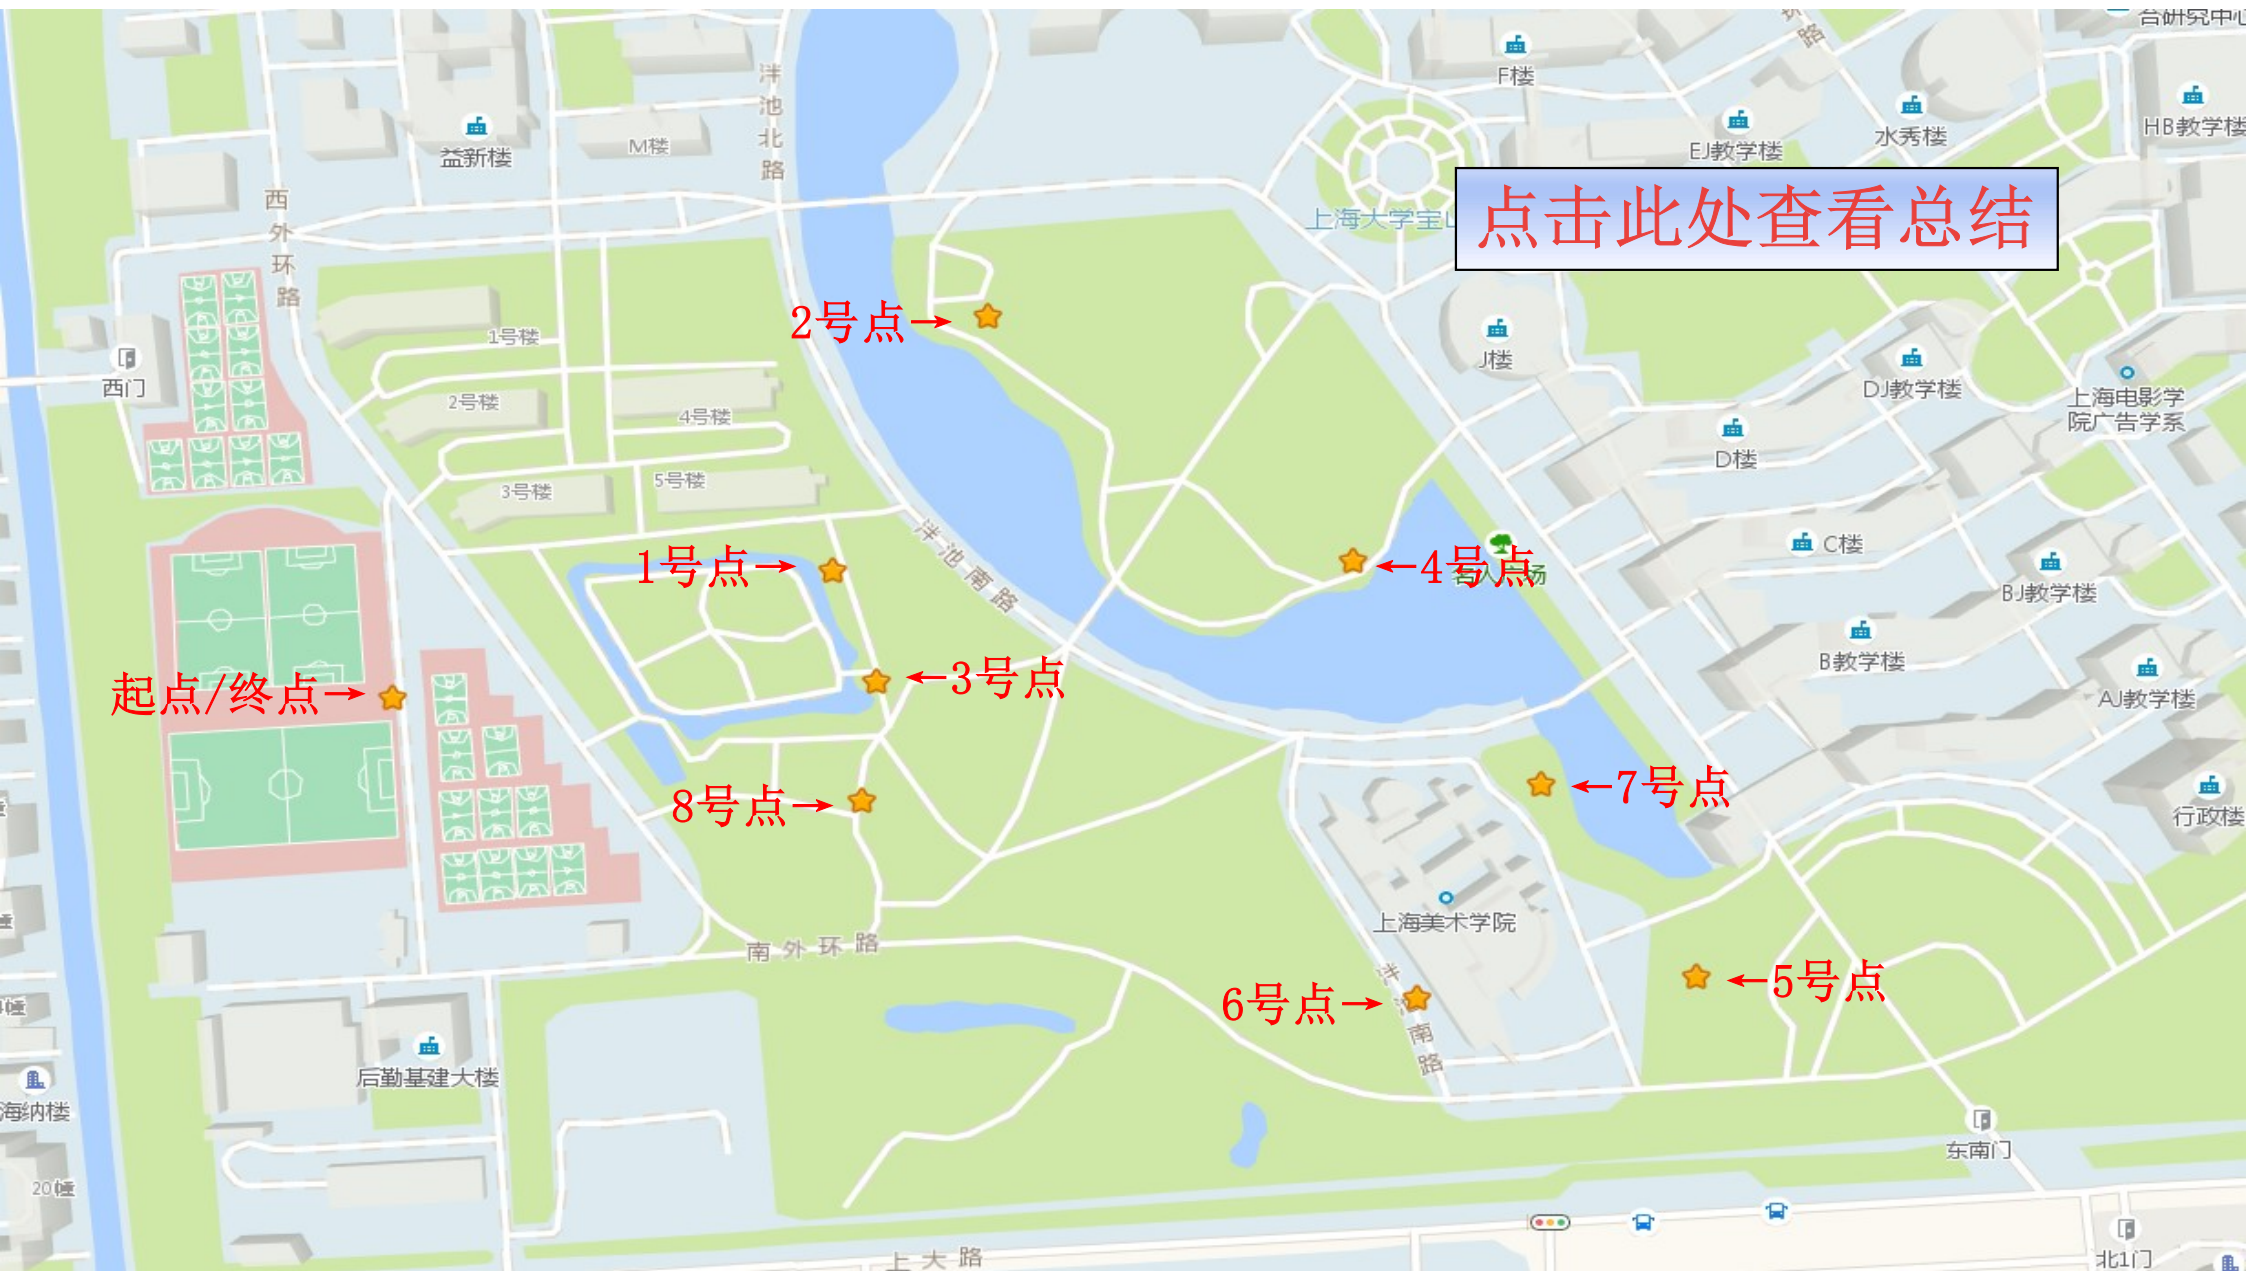 F楼
水秀楼
HB教学楼
EJ教学楼
益新楼
M楼
泮池北路
西外环路
上海大学宝山
点击此处查看总结
2号点→
J楼
1号楼
西门
DJ教学楼
上海电影学
院广告学系
2号楼
4号楼
D楼
5号楼
3号楼
泮池南路
C楼
1号点→
←4号点
BJ教学楼
B教学楼
←3号点
起点/终点→
AJ教学楼
8号点→
←7号点
行政楼
上海美术学院
南外环路
←5号点
6号点→
南路
后勤基建大楼
海纳楼
东南门
20幢
上大路
北1门